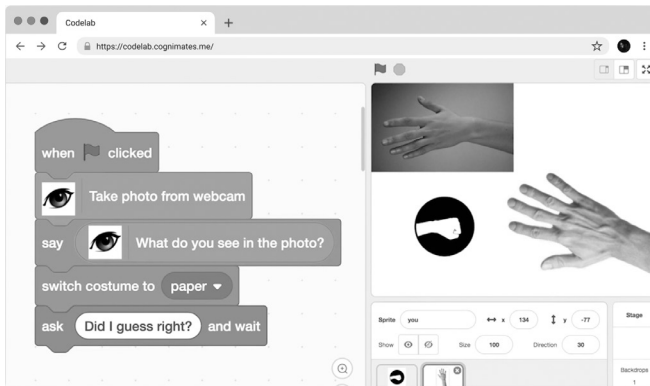 Codelab
https://codelab.cognimates.me/
when clicked
Take photo from webcam
say What do you see in the photo?
switch costume to paper
ask Did I guess right? and wait
Sprite you x 134 y -77
Show Size 100 Direction 30
Stage
Backdrops
1